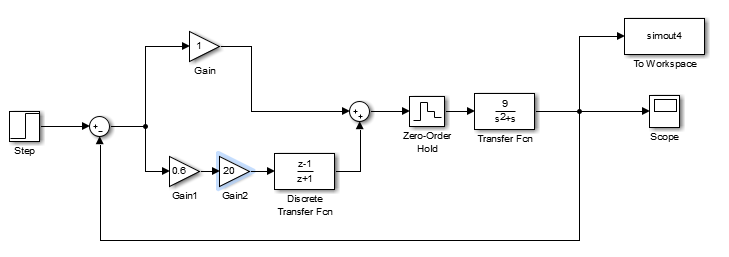 simout4
To Workspace
1
Gain
9
s2+s
Transfer Fcn
Scope
Step
+
-
+
+
Zero-Order
Hold
0.6
Gain1
20
Gain2
z-1
z+1
Discrete
Transfer Fcn